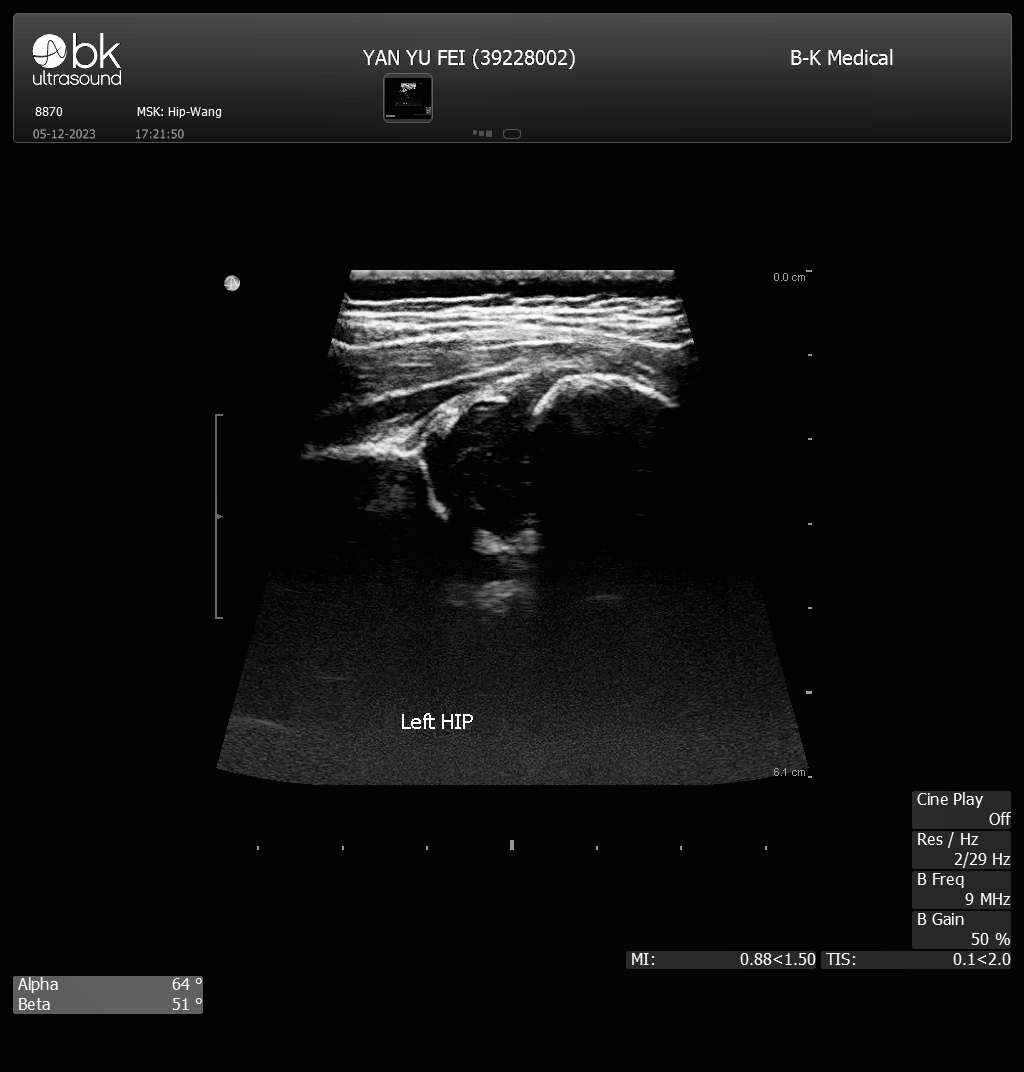 bk
ultrasound
YAN YU FEI (39228002)
B-K Medical
8870
MSK: Hip-Wang
05-12-2023
17:21:50
0.0 cm
Left HIP
6.1 cm
Cine Play
Off
Res / Hz
2/29 Hz
B Freq
9 MHz
B Gain
50 %
MI: 0.88<1.50
TIS: 0.1<2.0
Alpha 64 °
Beta 51 °